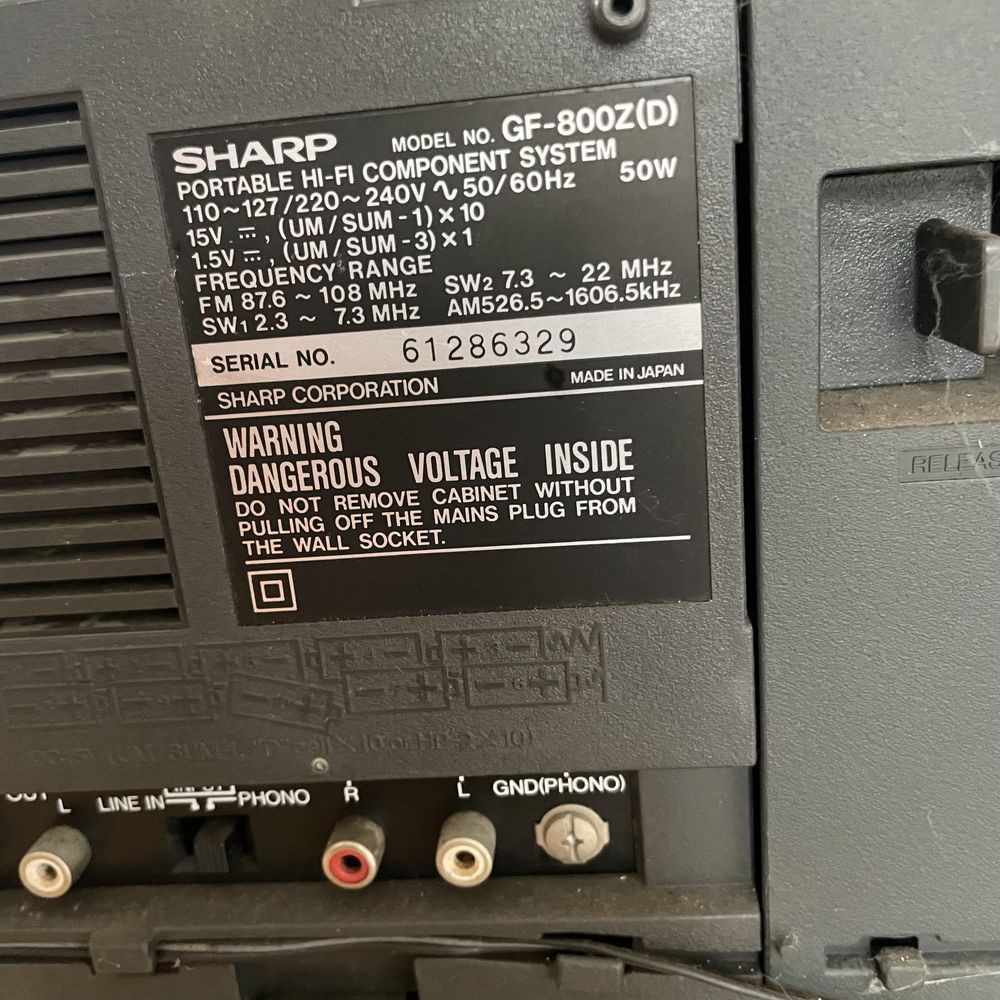 SHARP MODEL NO. GF-800Z(D)
PORTABLE HI-FI COMPONENT SYSTEM
110~127/220~240V ∿ 50/60Hz 50W
15V ⎓, (UM/SUM-1)×10
1.5V ⎓, (UM/SUM-3)×1
FREQUENCY RANGE
FM 87.6 ~ 108 MHz SW2 7.3 ~ 22 MHz
SW1 2.3 ~ 7.3 MHz AM526.5~1606.5kHz
SERIAL NO. 61286329
SHARP CORPORATION MADE IN JAPAN
WARNING
DANGEROUS VOLTAGE INSIDE
DO NOT REMOVE CABINET WITHOUT
PULLING OFF THE MAINS PLUG FROM
THE WALL SOCKET.
L LINE IN PHONO R L GND(PHONO)